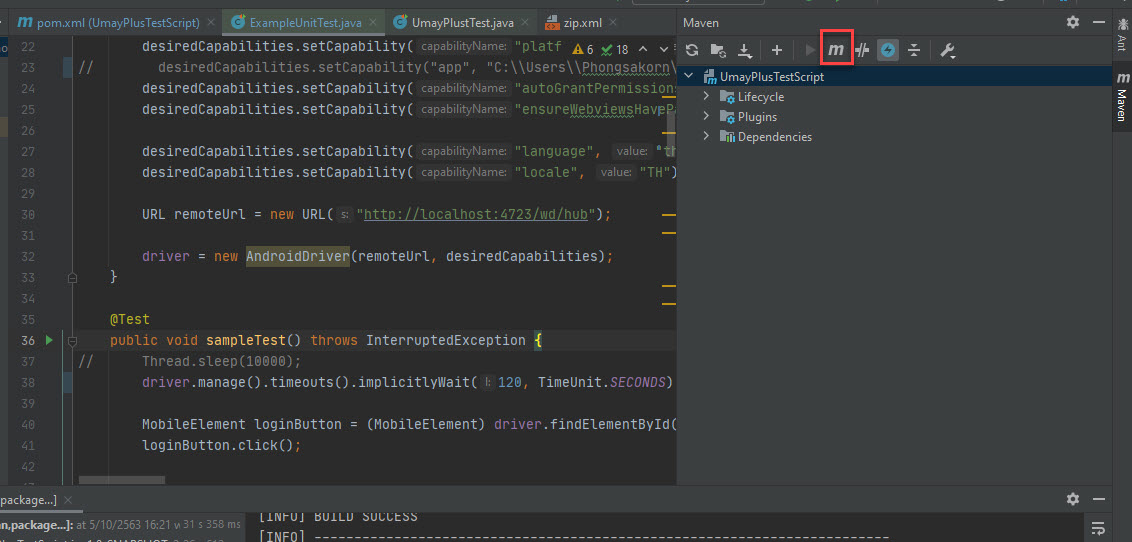 pom.xml (UmayPlusTestScript) ExampleUnitTest.java UmayPlustTest.java zip.xml
Maven
22 desiredCapabilities.setCapability( capabilityName: "platf 6 18
23 // desiredCapabilities.setCapability("app", "C:\\Users\\Phongsakorn\
24 desiredCapabilities.setCapability( capabilityName: "autoGrantPermissions
25 desiredCapabilities.setCapability( capabilityName: "ensureWebviewsHavePa
26
27 desiredCapabilities.setCapability( capabilityName: "language", value: "th
28 desiredCapabilities.setCapability( capabilityName: "locale", value: "TH")
29
30 URL remoteUrl = new URL( s: "http://localhost:4723/wd/hub");
31
32 driver = new AndroidDriver(remoteUrl, desiredCapabilities);
33 }
34
35 @Test
36 public void sampleTest() throws InterruptedException {
37 // Thread.sleep(10000);
38 driver.manage().timeouts().implicitlyWait( l: 120, TimeUnit.SECONDS)
39
40 MobileElement loginButton = (MobileElement) driver.findElementById(
41 loginButton.click();
42
m
UmayPlusTestScript
Lifecycle
Plugins
Dependencies
Ant
m Maven
package...]
n,package...]: at 5/10/2563 16:21 w 31 s 358 ms
[INFO] BUILD SUCCESS
[INFO] ------------------------------------------------------------------------